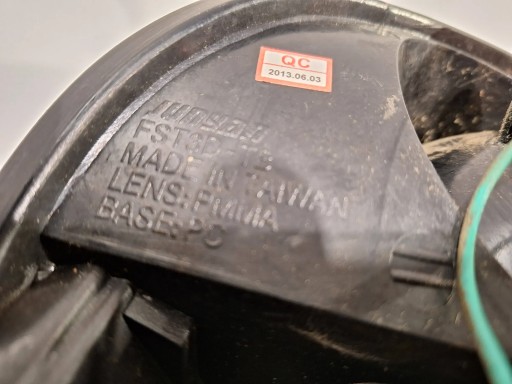 QC
2013.06.03
MADE IN TAIWAN
LENS:PMMA
BASE:PC